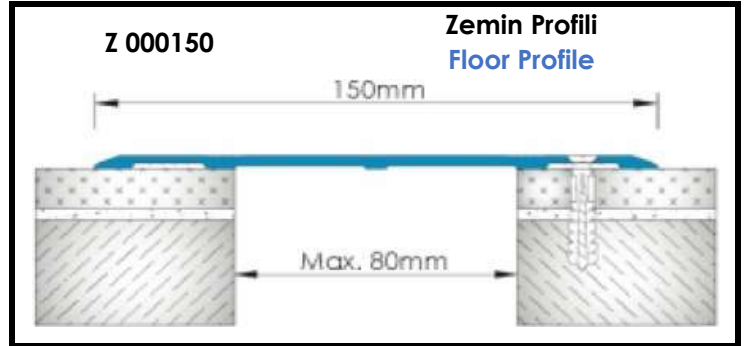 Z 000150
Zemin Profili
Floor Profile
150mm
Max. 80mm